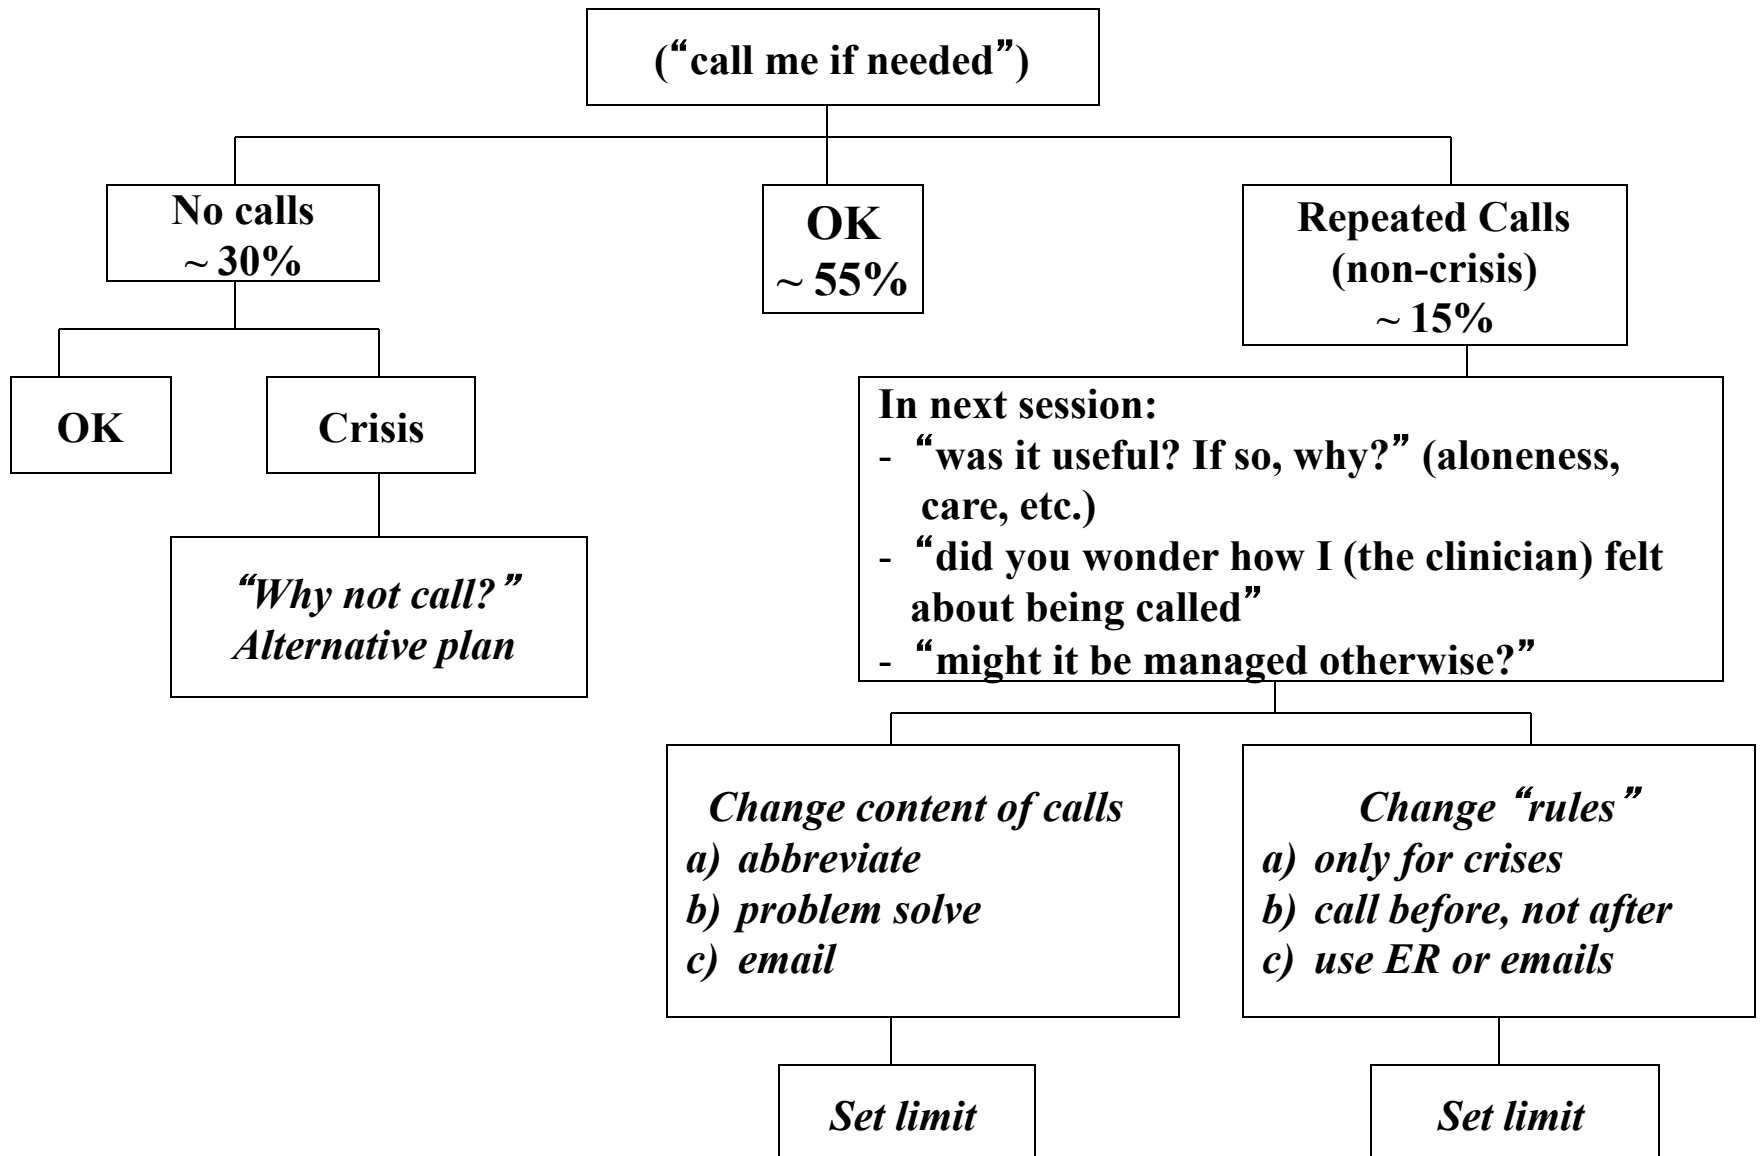 (“call me if needed”)
No calls
~ 30%
OK
~ 55%
Repeated Calls
(non-crisis)
~ 15%
OK
Crisis
“Why not call?”
Alternative plan
In next session:
- “was it useful? If so, why?” (aloneness,
care, etc.)
- “did you wonder how I (the clinician) felt
about being called”
- “might it be managed otherwise?”
Change content of calls
a) abbreviate
b) problem solve
c) email
Change “rules”
a) only for crises
b) call before, not after
c) use ER or emails
Set limit
Set limit